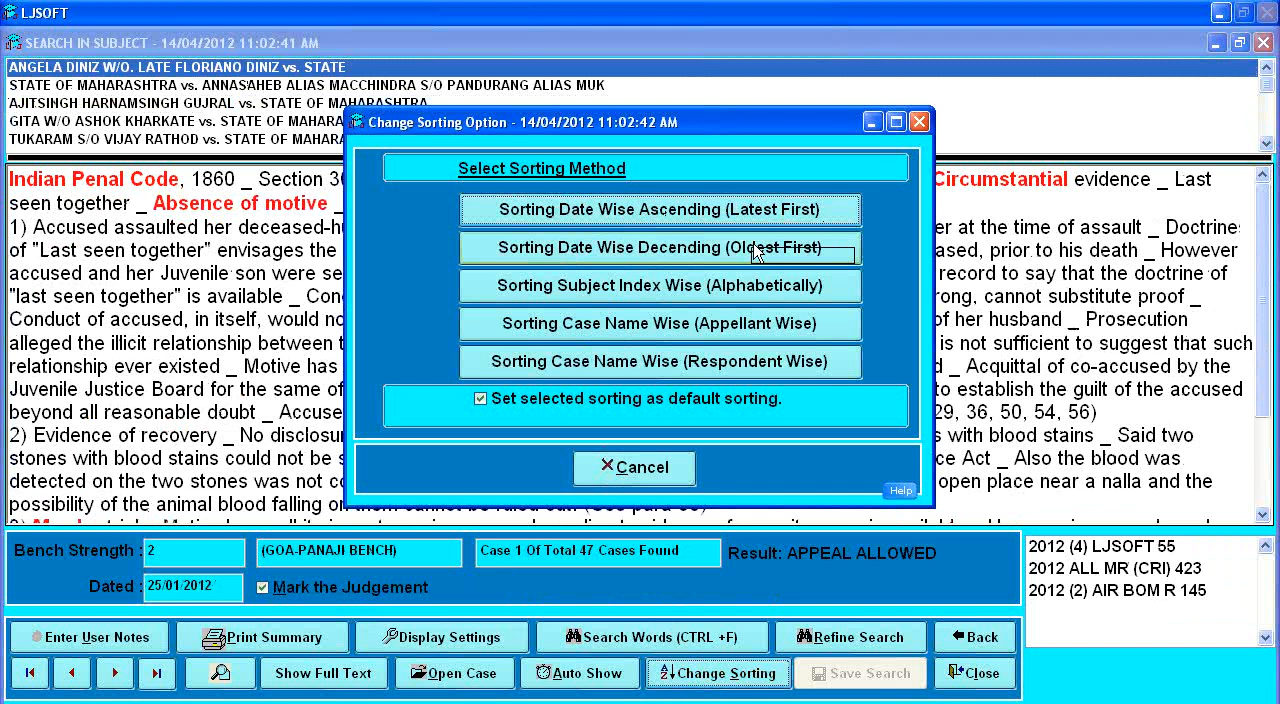 LJSOFT
SEARCH IN SUBJECT - 14/04/2012 11:02:41 AM
ANGELA DINIZ W/O. LATE FLORIANO DINIZ vs. STATE
STATE OF MAHARASHTRA vs. ANNASAHEB ALIAS MACCHINDRA S/O PANDURANG ALIAS MUK
AJITSINGH HARNAMSINGH GUJRAL vs. STATE OF MAHARASHTRA
GITA W/O ASHOK KHARKATE vs. STATE OF MAHARA
TUKARAM S/O VIJAY RATHOD vs. STATE OF MAHARA
Change Sorting Option - 14/04/2012 11:02:42 AM
Select Sorting Method
Sorting Date Wise Ascending (Latest First)
Sorting Date Wise Decending (Oldest First)
Sorting Subject Index Wise (Alphabetically)
Sorting Case Name Wise (Appellant Wise)
Sorting Case Name Wise (Respondent Wise)
Set selected sorting as default sorting.
Cancel
Help
Indian Penal Code, 1860 _ Section 30 Circumstantial evidence _ Last
seen together _ Absence of motive _
1) Accused assaulted her deceased-hu er at the time of assault _ Doctrine
of "Last seen together" envisages the ased, prior to his death _ However
accused and her Juvenile son were se record to say that the doctrine of
"last seen together" is available _ Con rong, cannot substitute proof _
Conduct of accused, in itself, would no of her husband _ Prosecution
alleged the illicit relationship between t is not sufficient to suggest that such
relationship ever existed _ Motive has d _ Acquittal of co-accused by the
Juvenile Justice Board for the same of to establish the guilt of the accused
beyond all reasonable doubt _ Accuse 29, 36, 50, 54, 56)
2) Evidence of recovery _ No disclosu s with blood stains _ Said two
stones with blood stains could not be s ce Act _ Also the blood was
detected on the two stones was not co open place near a nalla and the
possibility of the animal blood falling on
Bench Strength : 2 (GOA-PANAJI BENCH) Case 1 Of Total 47 Cases Found Result: APPEAL ALLOWED
Dated : 25/01/2012 Mark the Judgement
2012 (4) LJSOFT 55
2012 ALL MR (CRI) 423
2012 (2) AIR BOM R 145
Enter User Notes Print Summary Display Settings Search Words (CTRL +F) Refine Search Back
Show Full Text Open Case Auto Show Change Sorting Save Search Close